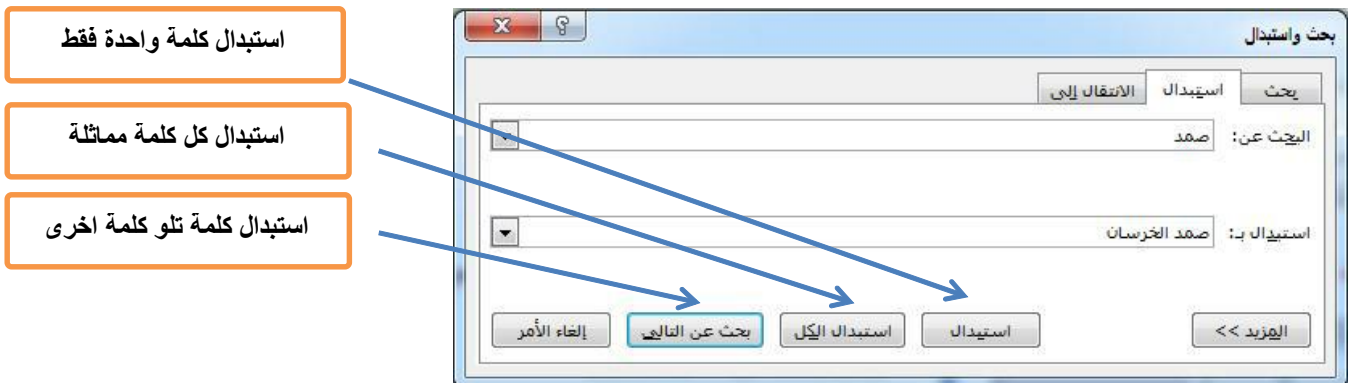 استبدال كلمة واحدة فقط
استبدال كل كلمة مماثلة
استبدال كلمة تلو كلمة اخرى
بحث واستبدال
بحث
استبدال
الانتقال إلى
البحث عن:
صمد
استبدال بـ:
صمد الخرسان
المزيد >>
استبدال
استبدال الكل
بحث عن التالي
إلغاء الأمر